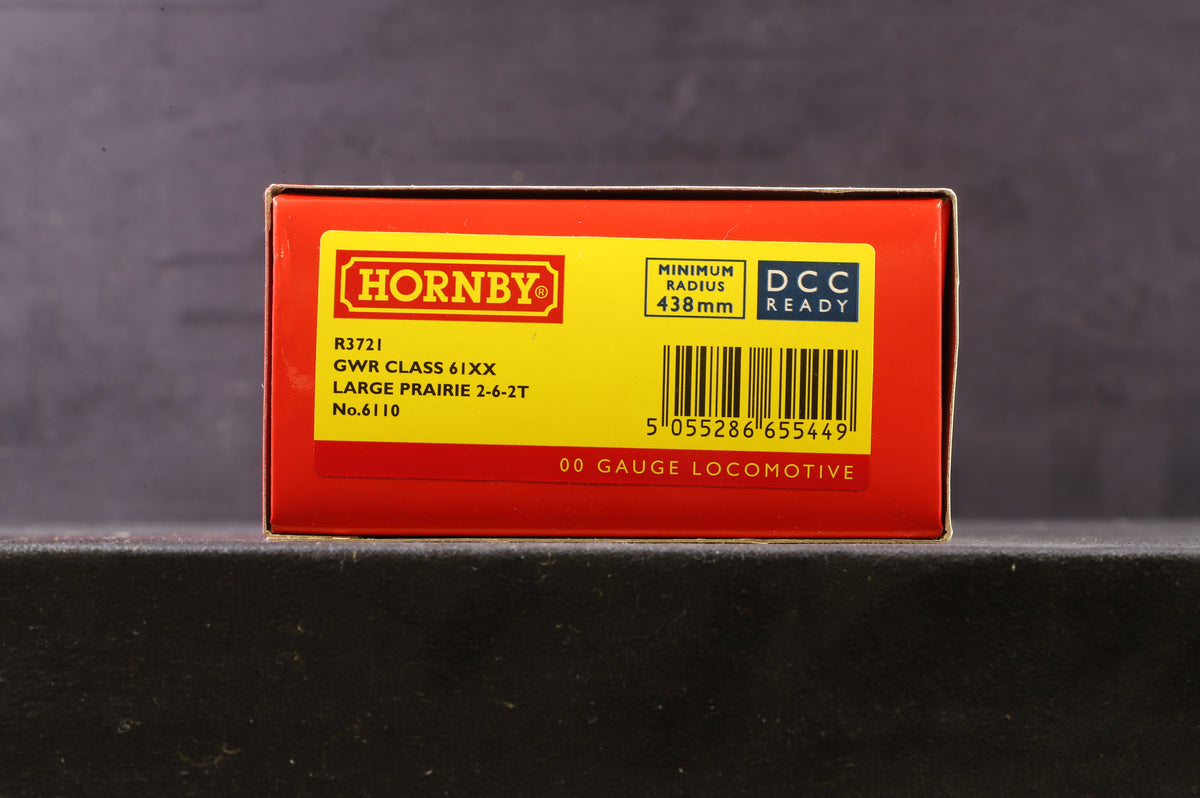 HORNBY®
MINIMUM
RADIUS
438mm
DCC
READY
R3721
GWR CLASS 61XX
LARGE PRAIRIE 2-6-2T
No.6110
5 055286 655449
00 GAUGE LOCOMOTIVE